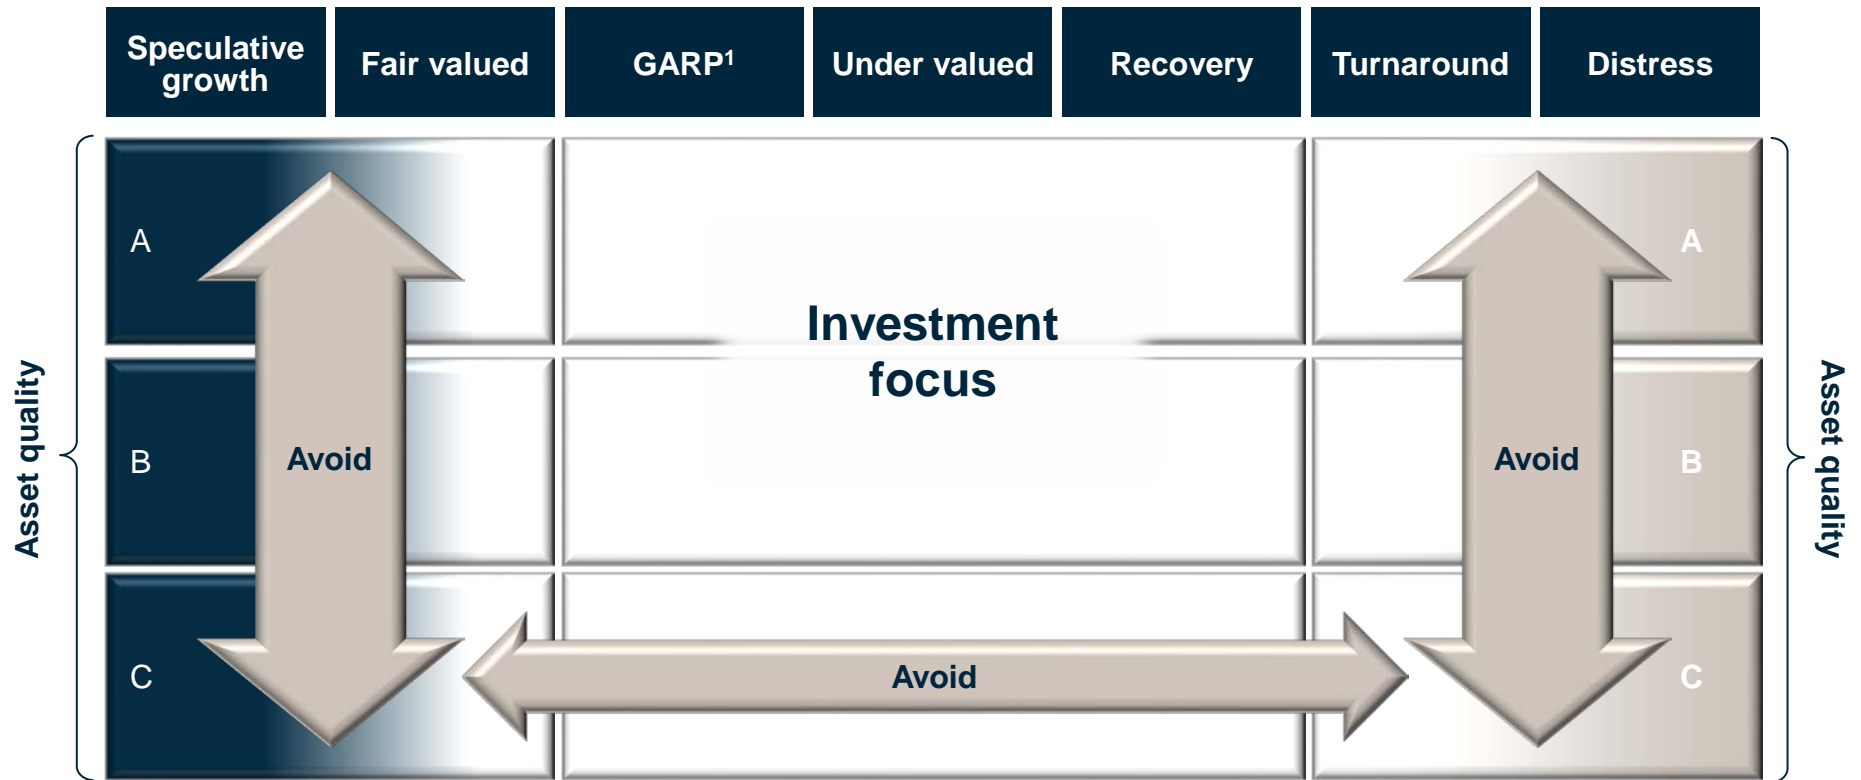 Speculative
growth
Fair valued
GARP¹
Under valued
Recovery
Turnaround
Distress
Asset quality
A
A
Investment
focus
B
Avoid
Avoid
B
C
Avoid
C
Asset quality